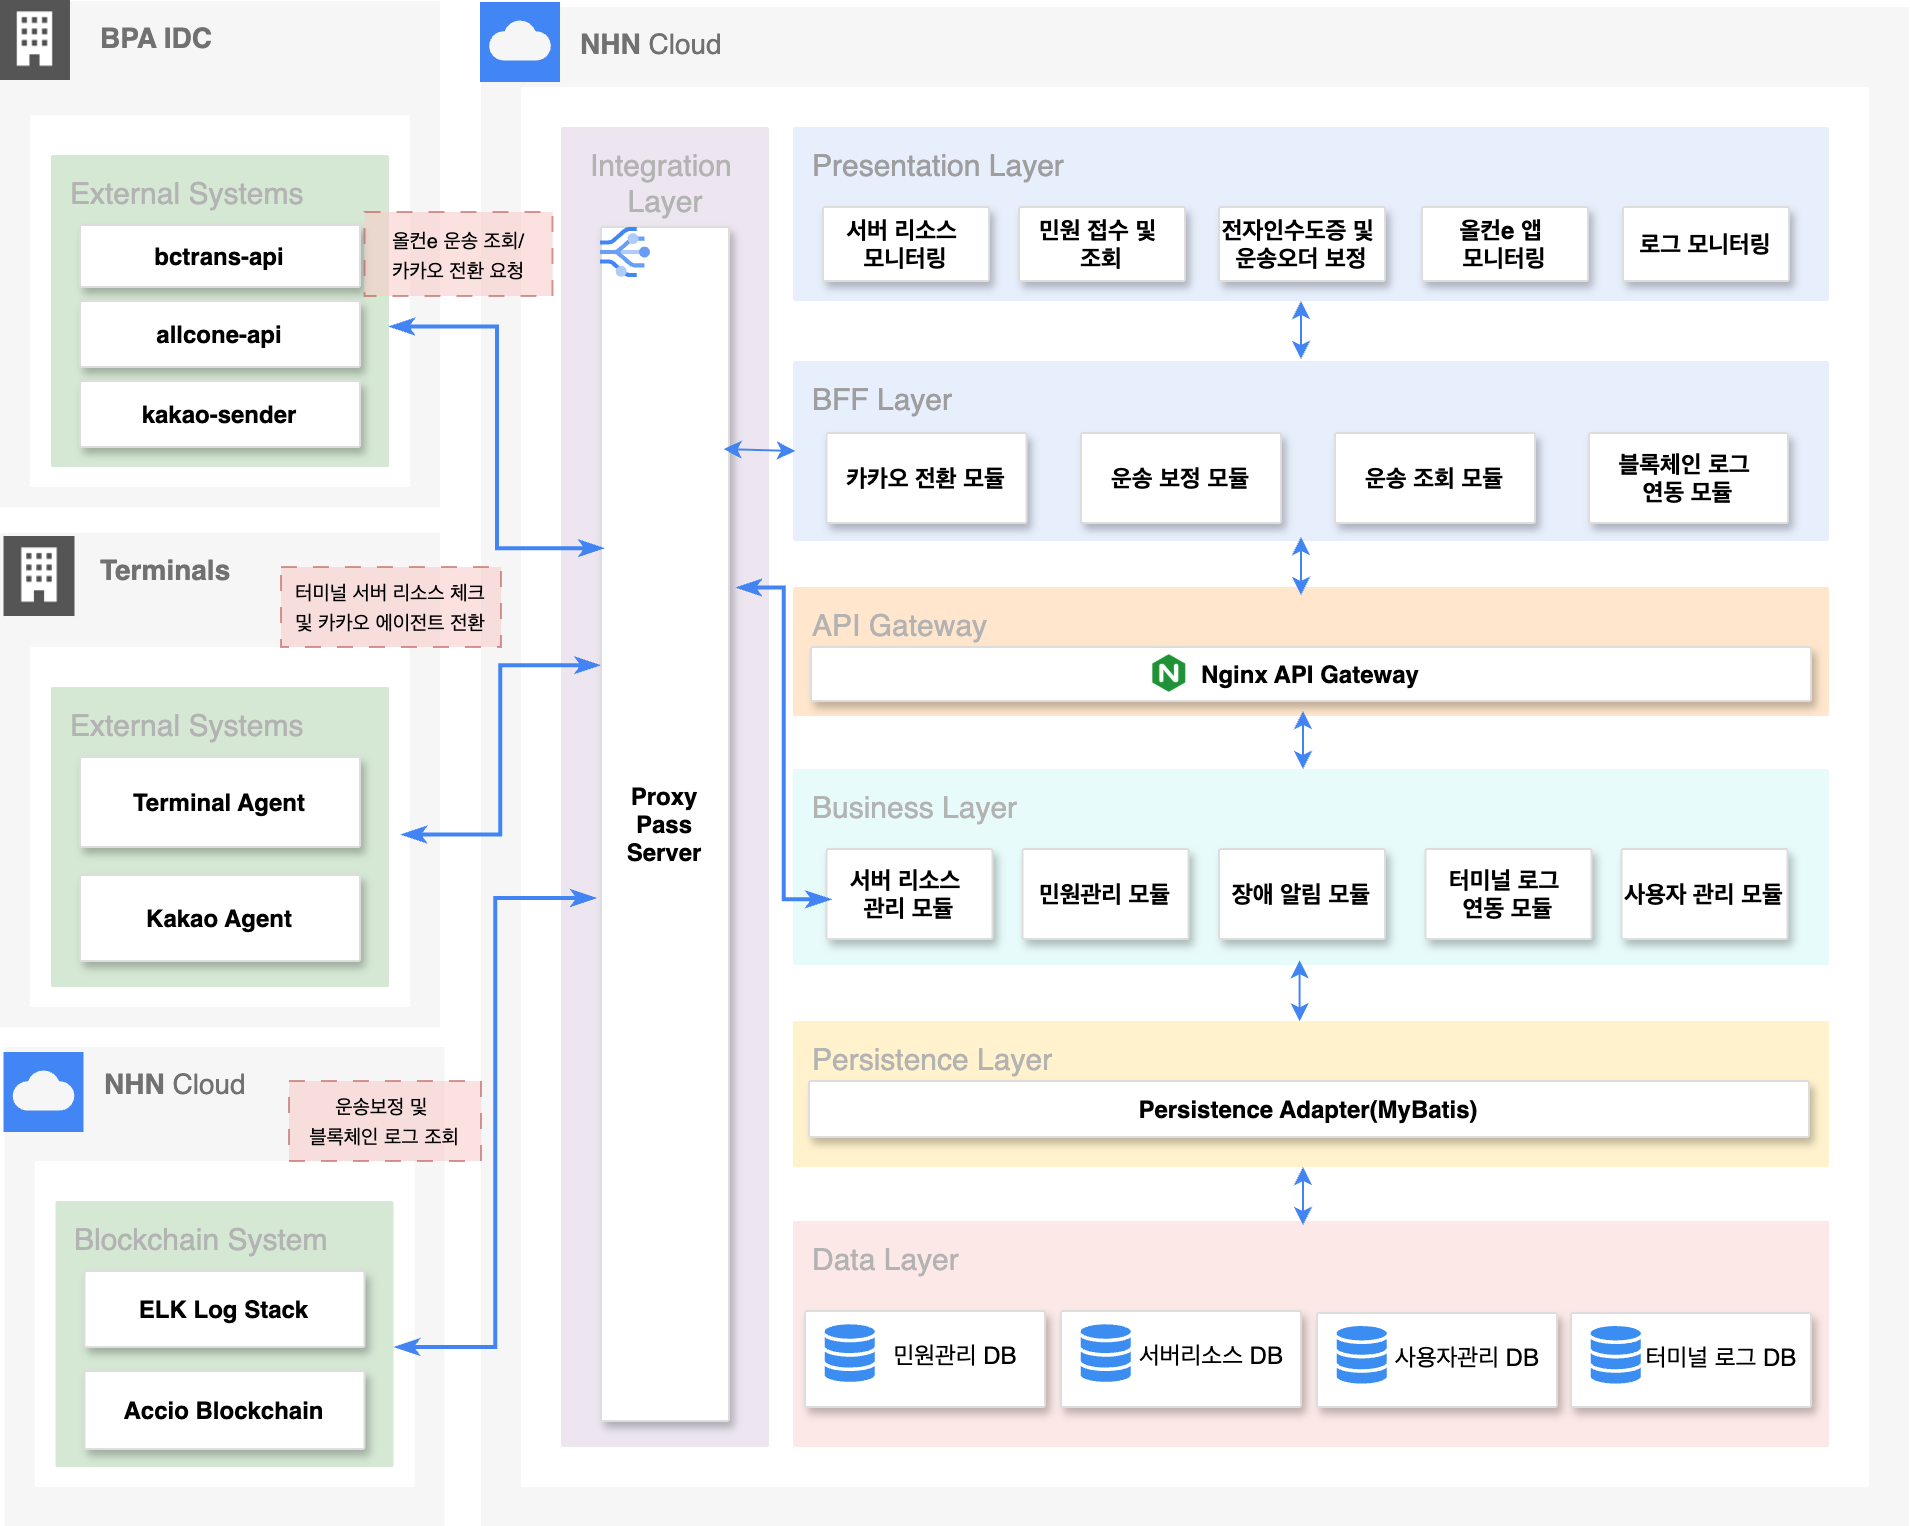 BPA IDC
External Systems
bctrans-api
allcone-api
kakao-sender
올컨e 운송 조회/
카카오 전환 요청
Terminals
터미널 서버 리소스 체크
및 카카오 에이전트 전환
External Systems
Terminal Agent
Kakao Agent
NHN Cloud
운송보정 및
블록체인 로그 조회
Blockchain System
ELK Log Stack
Accio Blockchain
NHN Cloud
Integration
Layer
Proxy
Pass
Server
Presentation Layer
서버 리소스
모니터링
민원 접수 및
조회
전자인수도증 및
운송오더 보정
올컨e 앱
모니터링
로그 모니터링
BFF Layer
카카오 전환 모듈
운송 보정 모듈
운송 조회 모듈
블록체인 로그
연동 모듈
API Gateway
Nginx API Gateway
Business Layer
서버 리소스
관리 모듈
민원관리 모듈
장애 알림 모듈
터미널 로그
연동 모듈
사용자 관리 모듈
Persistence Layer
Persistence Adapter(MyBatis)
Data Layer
민원관리 DB
서버리소스 DB
사용자관리 DB
터미널 로그 DB